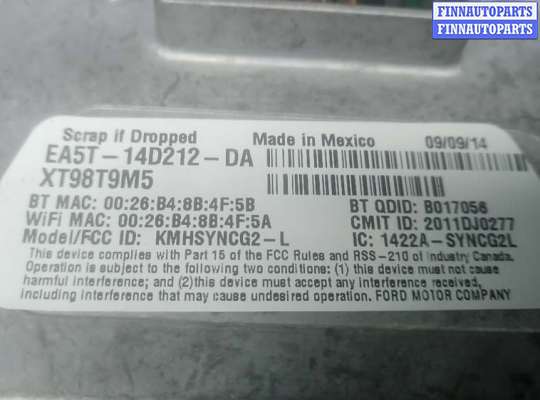 FINNAUTOPARTS
FINNAUTOPARTS
Scrap if Dropped Made in Mexico 09/09/14
EA5T-14D212-DA
XT98T9M5
BT MAC: 00:26:B4:8B:4F:5B BT QDID: B017056
WiFi MAC: 00:26:B4:8B:4F:5A CMIT ID: 2011DJ0277
Model/FCC ID: KMHSYNCG2-L IC: 1422A-SYNCG2L
This device complies with Part 15 of the FCC Rules and RSS-210 of Industry Canada.
Operation is subject to the following two conditions: (1) this device must not cause
harmful interference; and (2)this device must accept any interference received,
including interference that may cause undesired operation. FORD MOTOR COMPANY